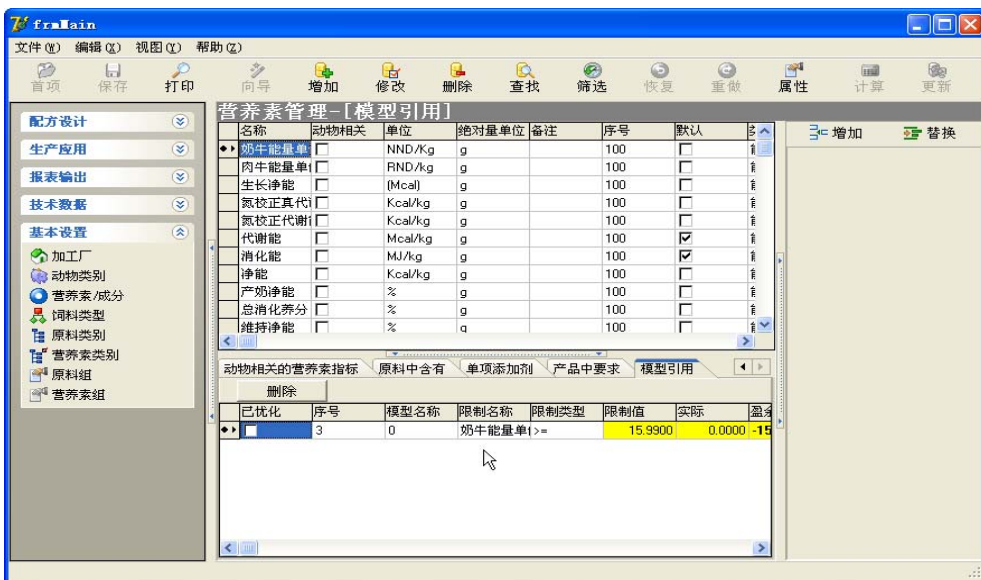 frmMain
文件(W) 编辑(X) 视图(Y) 帮助(Z)
首项 保存 打印 向导 增加 修改 删除 查找 筛选 恢复 重做 属性 计算 更新
配方设计
生产应用
报表输出
技术数据
基本设置
加工厂
动物类别
营养素/成分
饲料类型
原料类别
营养素类别
原料组
营养素组
营养素管理-[模型引用]
名称 动物相关 单位 绝对量单位 备注 序号 默认
奶牛能量单 NND/Kg g 100
肉牛能量单 RND/kg g 100
生长净能 (Mcal) g 100
氮校正真代 Kcal/kg g 100
氮校正代谢 Kcal/kg g 100
代谢能 Mcal/kg g 100
消化能 MJ/kg g 100
净能 Kcal/kg g 100
产奶净能 % g 100
总消化养分 % g 100
维持净能 % g 100
动物相关的营养素指标 原料中含有 单项添加剂 产品中要求 模型引用
删除
已优化 序号 模型名称 限制名称 限制类型 限制值 实际 盈
3 0 奶牛能量单 >= 15.9900 0.0000 -15
增加 替换